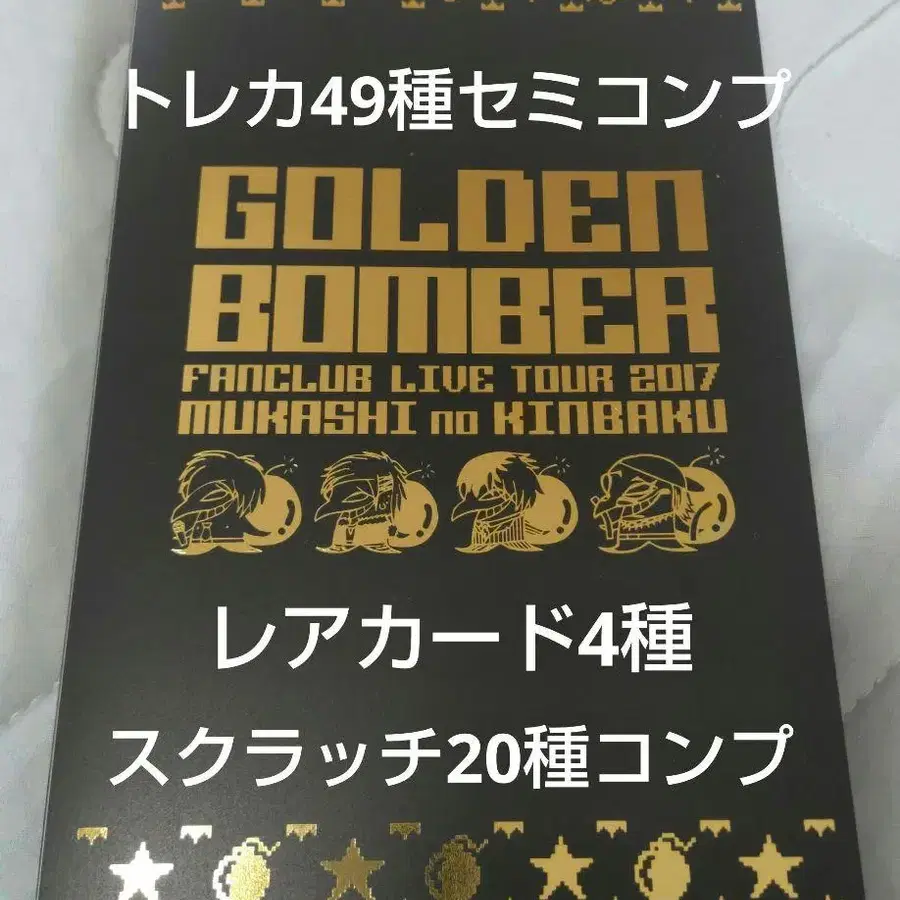 トレカ49種セミコンプ
GOLDEN
BOMBER
FANCLUB LIVE TOUR 2017
MUKASHI no KINBAKU
レアカード4種
スクラッチ20種コンプ